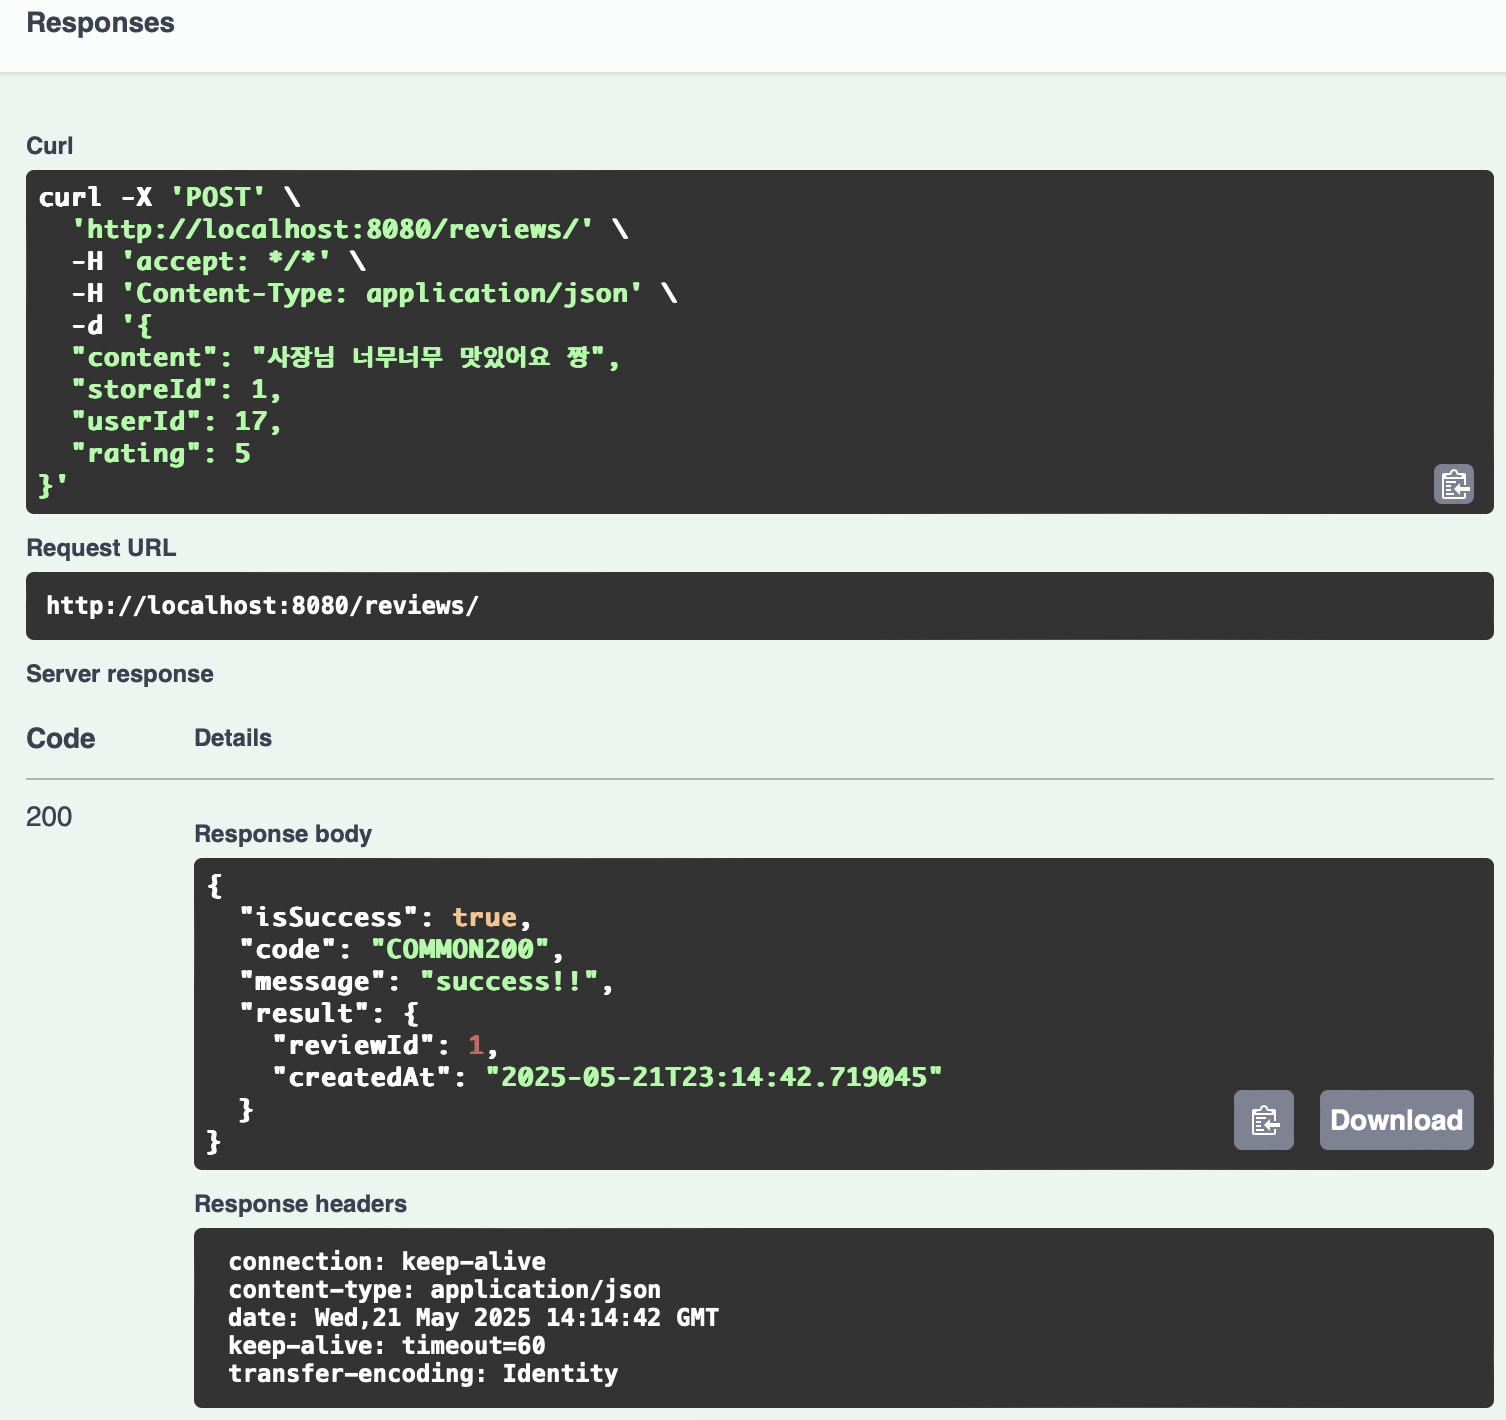 Responses
Curl
curl -X 'POST' \
  'http://localhost:8080/reviews/' \
  -H 'accept: */*' \
  -H 'Content-Type: application/json' \
  -d '{
  "content": "사장님 너무너무 맛있어요 짱",
  "storeId": 1,
  "userId": 17,
  "rating": 5
}'
Request URL
http://localhost:8080/reviews/
Server response
Code Details
200
Response body
{
  "isSuccess": true,
  "code": "COMMON200",
  "message": "success!!",
  "result": {
    "reviewId": 1,
    "createdAt": "2025-05-21T23:14:42.719045"
  }
}
Download
Response headers
connection: keep-alive
content-type: application/json
date: Wed,21 May 2025 14:14:42 GMT
keep-alive: timeout=60
transfer-encoding: Identity